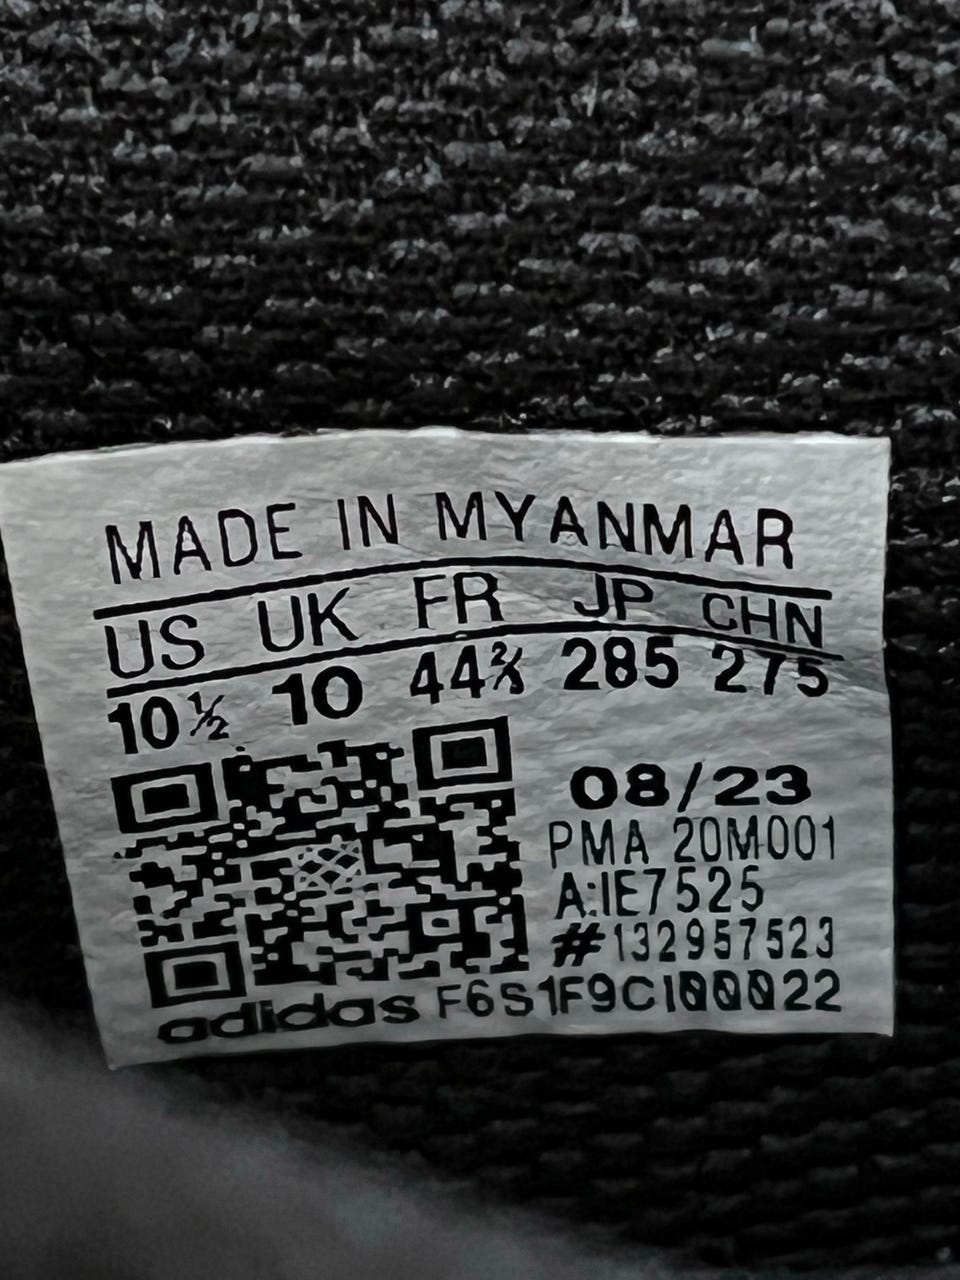 MADE IN MYANMAR
US UK FR JP CHN
10½ 10 44⅔ 285 275
08/23
PMA 20M001
A:IE7525
#132957523
adidas F6S1F9CI00022